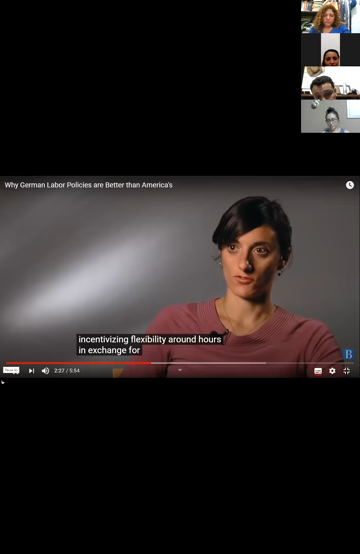 Why German Labor Policies are Better than America's
incentivizing flexibility around hours
in exchange for
2:27 / 5:54
B